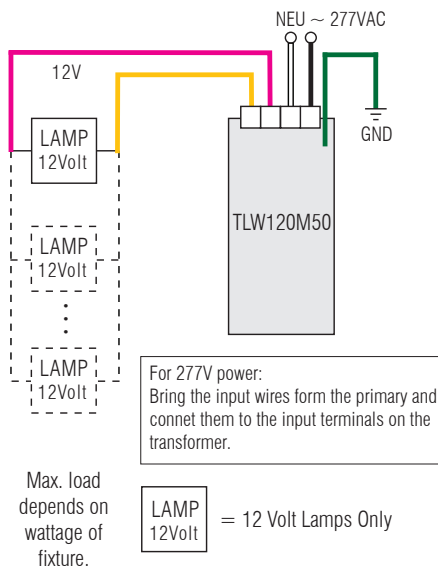 NEU ~ 277VAC
12V
GND
LAMP
12Volt
TLW120M50
LAMP
12Volt
LAMP
12Volt
For 277V power:
Bring the input wires form the primary and
connet them to the input terminals on the
transformer.
Max. load
depends on
wattage of
fixture.
LAMP
12Volt
= 12 Volt Lamps Only